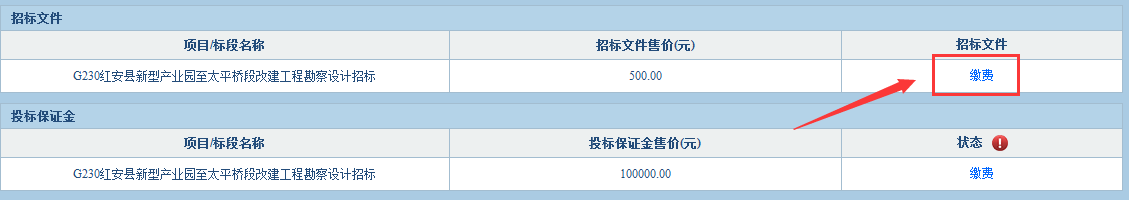 招标文件
项目/标段名称 招标文件售价(元) 招标文件
G230红安县新型产业园至太平桥段改建工程勘察设计招标 500.00 缴费
投标保证金
项目/标段名称 投标保证金售价(元) 状态
G230红安县新型产业园至太平桥段改建工程勘察设计招标 100000.00 缴费